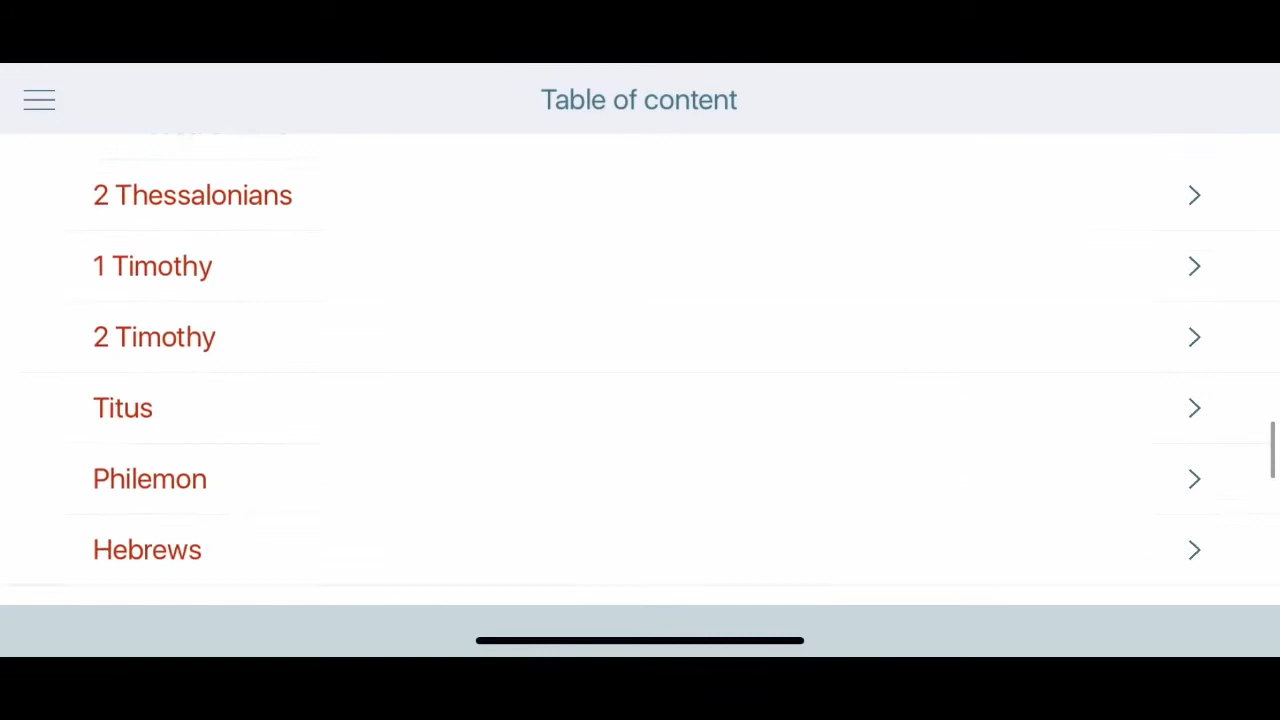 Table of content
2 Thessalonians
1 Timothy
2 Timothy
Titus
Philemon
Hebrews